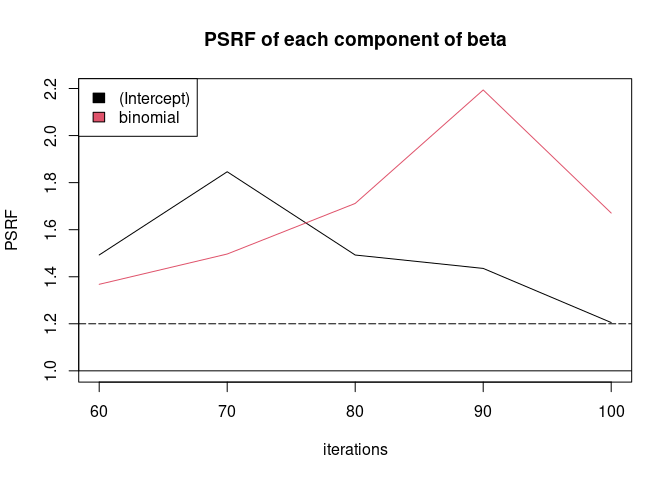 PSRF of each component of beta
(Intercept)
binomial
PSRF
2.2
2.0
1.8
1.6
1.4
1.2
1.0
60 70 80 90 100
iterations